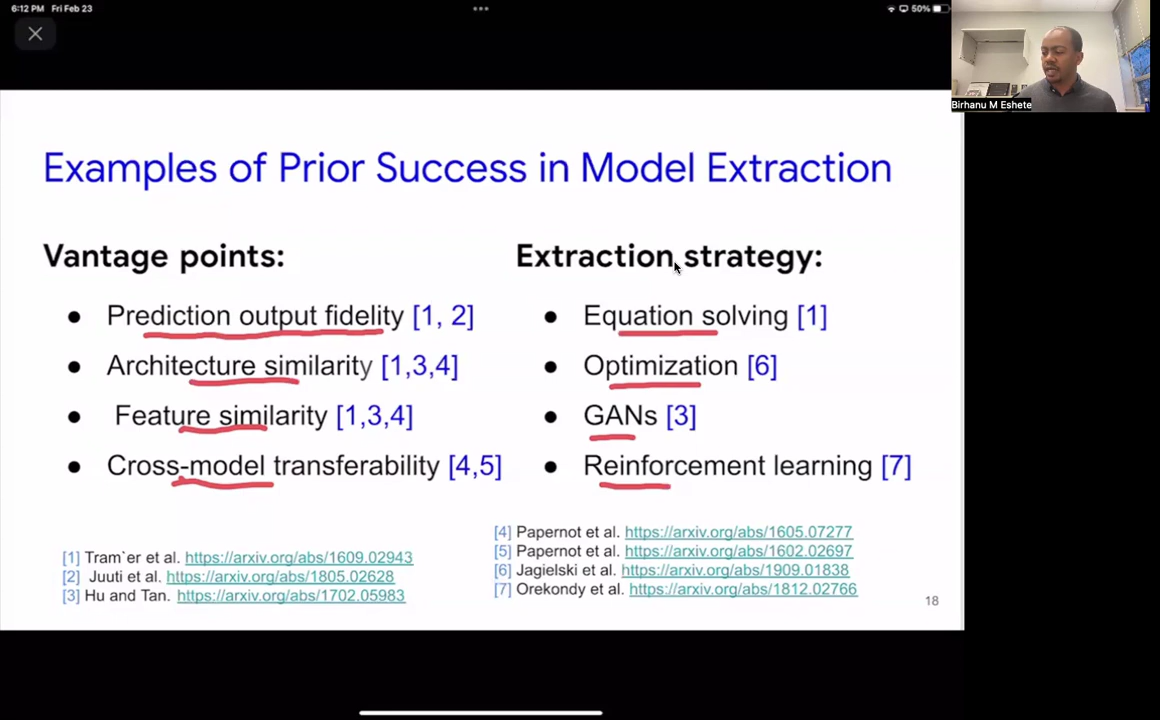 6:12 PM Fri Feb 23
50%
Birhanu M Eshete
Examples of Prior Success in Model Extraction
Vantage points:
● Prediction output fidelity [1, 2]
● Architecture similarity [1,3,4]
● Feature similarity [1,3,4]
● Cross-model transferability [4,5]
Extraction strategy:
● Equation solving [1]
● Optimization [6]
● GANs [3]
● Reinforcement learning [7]
[1] Tram`er et al. https://arxiv.org/abs/1609.02943
[2] Juuti et al. https://arxiv.org/abs/1805.02628
[3] Hu and Tan. https://arxiv.org/abs/1702.05983
[4] Papernot et al. https://arxiv.org/abs/1605.07277
[5] Papernot et al. https://arxiv.org/abs/1602.02697
[6] Jagielski et al. https://arxiv.org/abs/1909.01838
[7] Orekondy et al. https://arxiv.org/abs/1812.02766
18